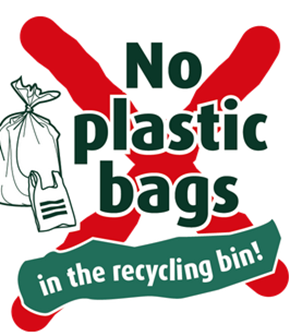 No
plastic
bags
in the recycling bin!